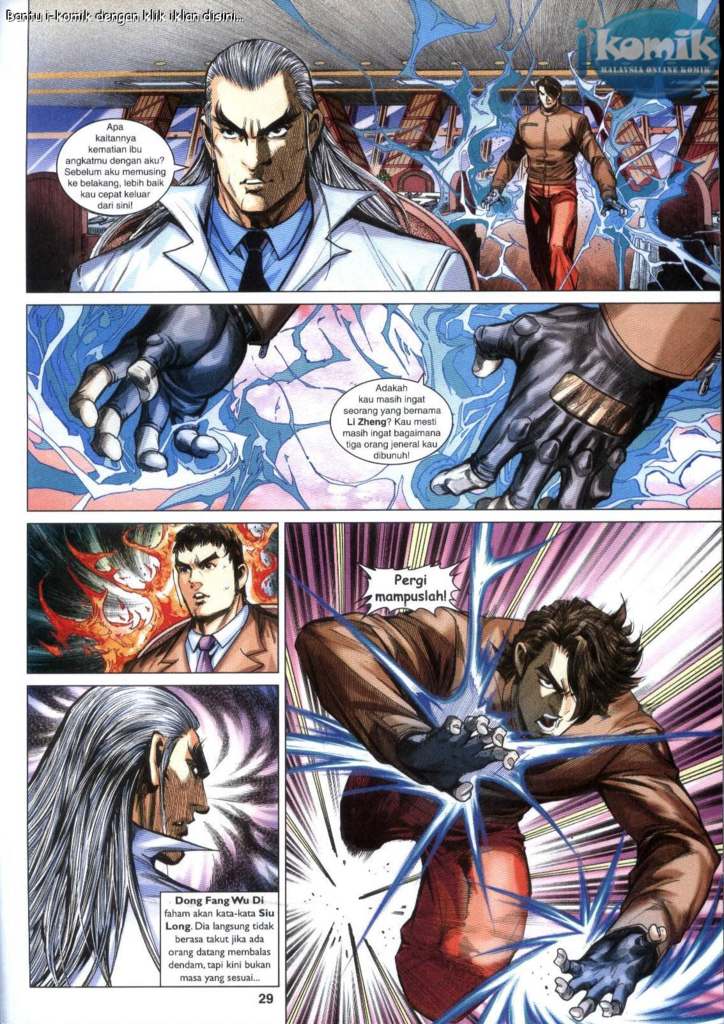 Bantu i-komik dengan klik iklan disini...
ikomik
MALAYSIA ONLINE KOMIK
Apa
kaitannya
kematian ibu
angkatmu dengan aku?
Sebelum aku memusing
ke belakang, lebih baik
kau cepat keluar
dari sini!
Adakah
kau masih ingat
seorang yang bernama
Li Zheng? Kau mesti
masih ingat bagaimana
tiga orang jeneral kau
dibunuh!
Pergi
mampuslah!
Dong Fang Wu Di
faham akan kata-kata Siu
Long. Dia langsung tidak
berasa takut jika ada
orang datang membalas
dendam, tapi kini bukan
masa yang sesuai...
29